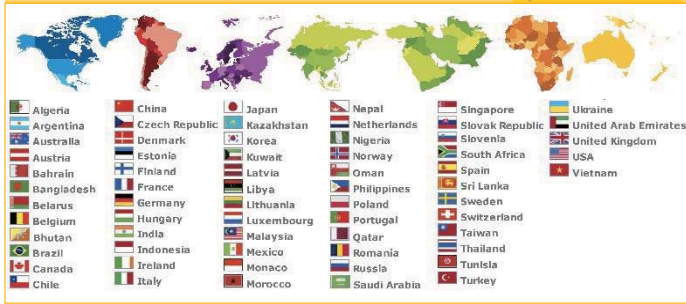 Algeria
Argentina
Australia
Austria
Bahrain
Bangladesh
Belarus
Belgium
Bhutan
Brazil
Canada
Chile
China
Czech Republic
Denmark
Estonia
Finland
France
Germany
Hungary
India
Indonesia
Ireland
Italy
Japan
Kazakhstan
Korea
Kuwait
Latvia
Libya
Lithuania
Luxembourg
Malaysia
Mexico
Monaco
Morocco
Nepal
Netherlands
Nigeria
Norway
Oman
Philippines
Poland
Portugal
Qatar
Romania
Russia
Saudi Arabia
Singapore
Slovak Republic
Slovenia
South Africa
Spain
Sri Lanka
Sweden
Switzerland
Taiwan
Thailand
Tunisia
Turkey
Ukraine
United Arab Emirates
United Kingdom
USA
Vietnam